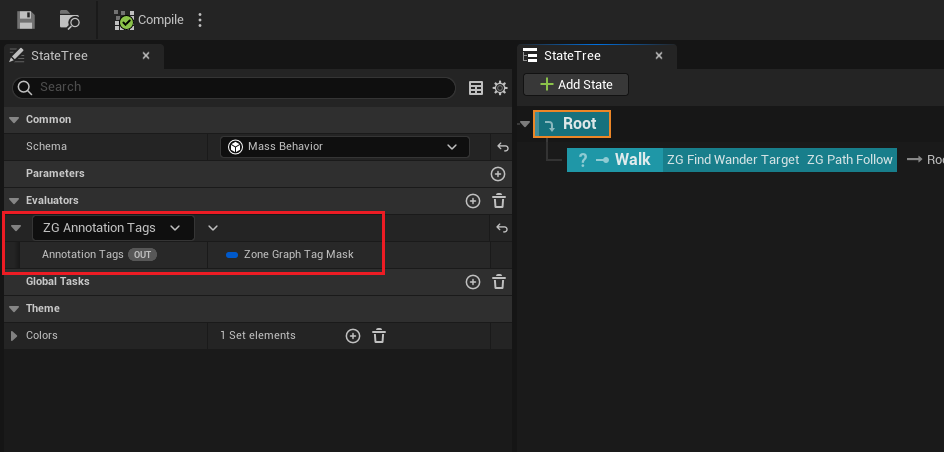 Compile
StateTree
StateTree
Search
Add State
Common
Root
Schema
Mass Behavior
Walk ZG Find Wander Target ZG Path Follow
Parameters
Evaluators
ZG Annotation Tags
Annotation Tags OUT
Zone Graph Tag Mask
Global Tasks
Theme
Colors
1 Set elements